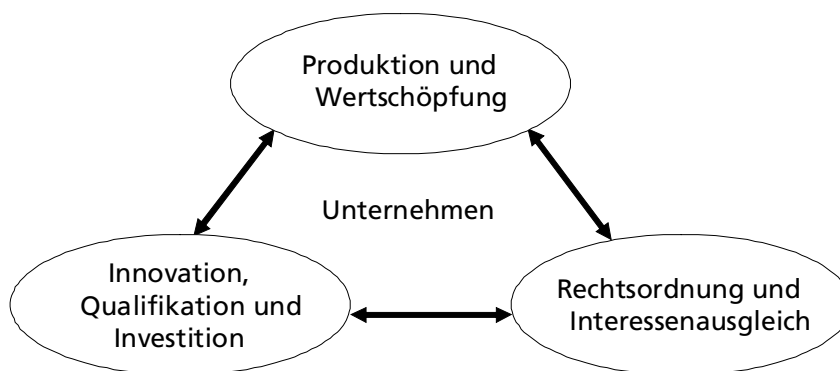 Produktion und
Wertschöpfung
Unternehmen
Innovation,
Qualifikation und
Investition
Rechtsordnung und
Interessenausgleich